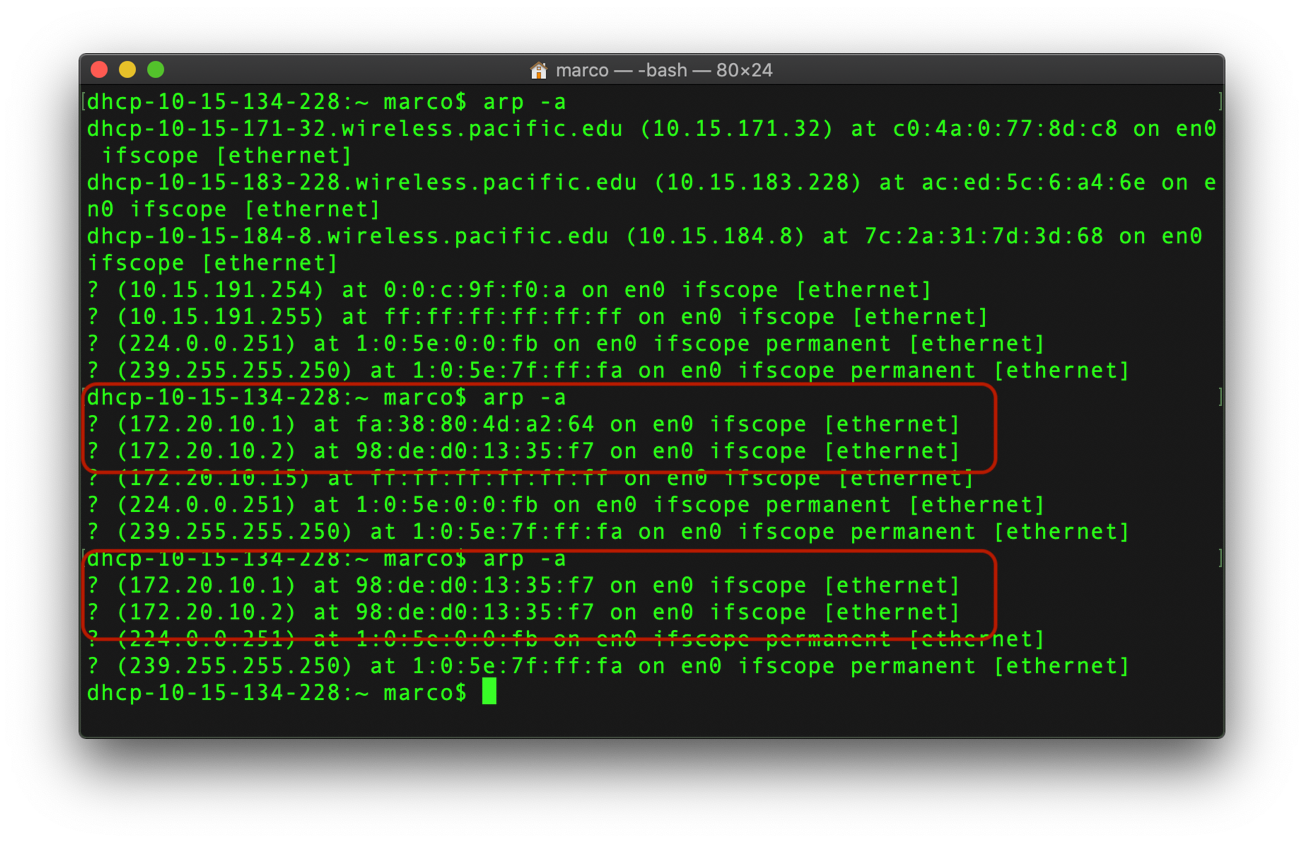 marco — -bash — 80×24
dhcp-10-15-134-228:~ marco$ arp -a
dhcp-10-15-171-32.wireless.pacific.edu (10.15.171.32) at c0:4a:0:77:8d:c8 on en0
ifscope [ethernet]
dhcp-10-15-183-228.wireless.pacific.edu (10.15.183.228) at ac:ed:5c:6:a4:6e on e
n0 ifscope [ethernet]
dhcp-10-15-184-8.wireless.pacific.edu (10.15.184.8) at 7c:2a:31:7d:3d:68 on en0
ifscope [ethernet]
? (10.15.191.254) at 0:0:c:9f:f0:a on en0 ifscope [ethernet]
? (10.15.191.255) at ff:ff:ff:ff:ff:ff on en0 ifscope [ethernet]
? (224.0.0.251) at 1:0:5e:0:0:fb on en0 ifscope permanent [ethernet]
? (239.255.255.250) at 1:0:5e:7f:ff:fa on en0 ifscope permanent [ethernet]
dhcp-10-15-134-228:~ marco$ arp -a
? (172.20.10.1) at fa:38:80:4d:a2:64 on en0 ifscope [ethernet]
? (172.20.10.2) at 98:de:d0:13:35:f7 on en0 ifscope [ethernet]
? (172.20.10.15) at ff:ff:ff:ff:ff:ff on en0 ifscope [ethernet]
? (224.0.0.251) at 1:0:5e:0:0:fb on en0 ifscope permanent [ethernet]
? (239.255.255.250) at 1:0:5e:7f:ff:fa on en0 ifscope permanent [ethernet]
dhcp-10-15-134-228:~ marco$ arp -a
? (172.20.10.1) at 98:de:d0:13:35:f7 on en0 ifscope [ethernet]
? (172.20.10.2) at 98:de:d0:13:35:f7 on en0 ifscope [ethernet]
? (224.0.0.251) at 1:0:5e:0:0:fb on en0 ifscope permanent [ethernet]
? (239.255.255.250) at 1:0:5e:7f:ff:fa on en0 ifscope permanent [ethernet]
dhcp-10-15-134-228:~ marco$